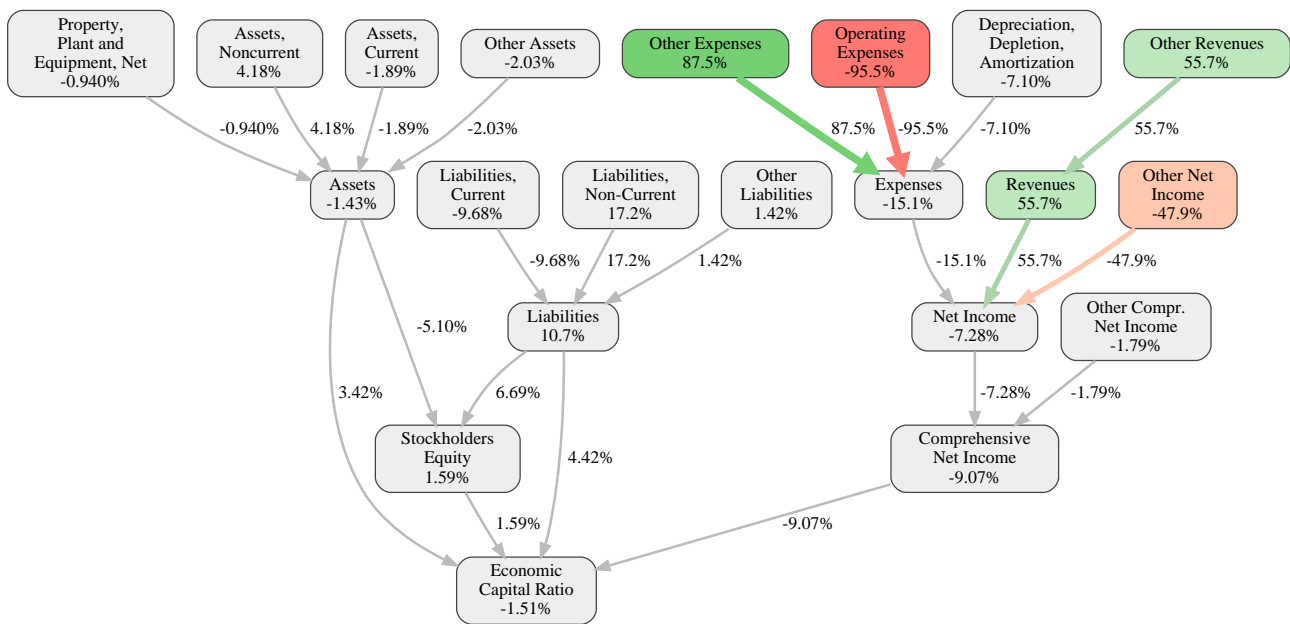 Property,
Plant and
Equipment, Net
-0.940%
Assets,
Noncurrent
4.18%
Assets,
Current
-1.89%
Other Assets
-2.03%
Other Expenses
87.5%
Operating
Expenses
-95.5%
Depreciation,
Depletion,
Amortization
-7.10%
Other Revenues
55.7%
-0.940%
4.18%
-1.89%
-2.03%
87.5%
-95.5%
-7.10%
55.7%
Assets
-1.43%
Liabilities,
Current
-9.68%
Liabilities,
Non-Current
17.2%
Other
Liabilities
1.42%
Expenses
-15.1%
Revenues
55.7%
Other Net
Income
-47.9%
-9.68%
17.2%
1.42%
-15.1%
55.7%
-47.9%
-5.10%
Liabilities
10.7%
Net Income
-7.28%
Other Compr.
Net Income
-1.79%
3.42%
6.69%
-7.28%
-1.79%
Stockholders
Equity
1.59%
4.42%
Comprehensive
Net Income
-9.07%
1.59%
-9.07%
Economic
Capital Ratio
-1.51%